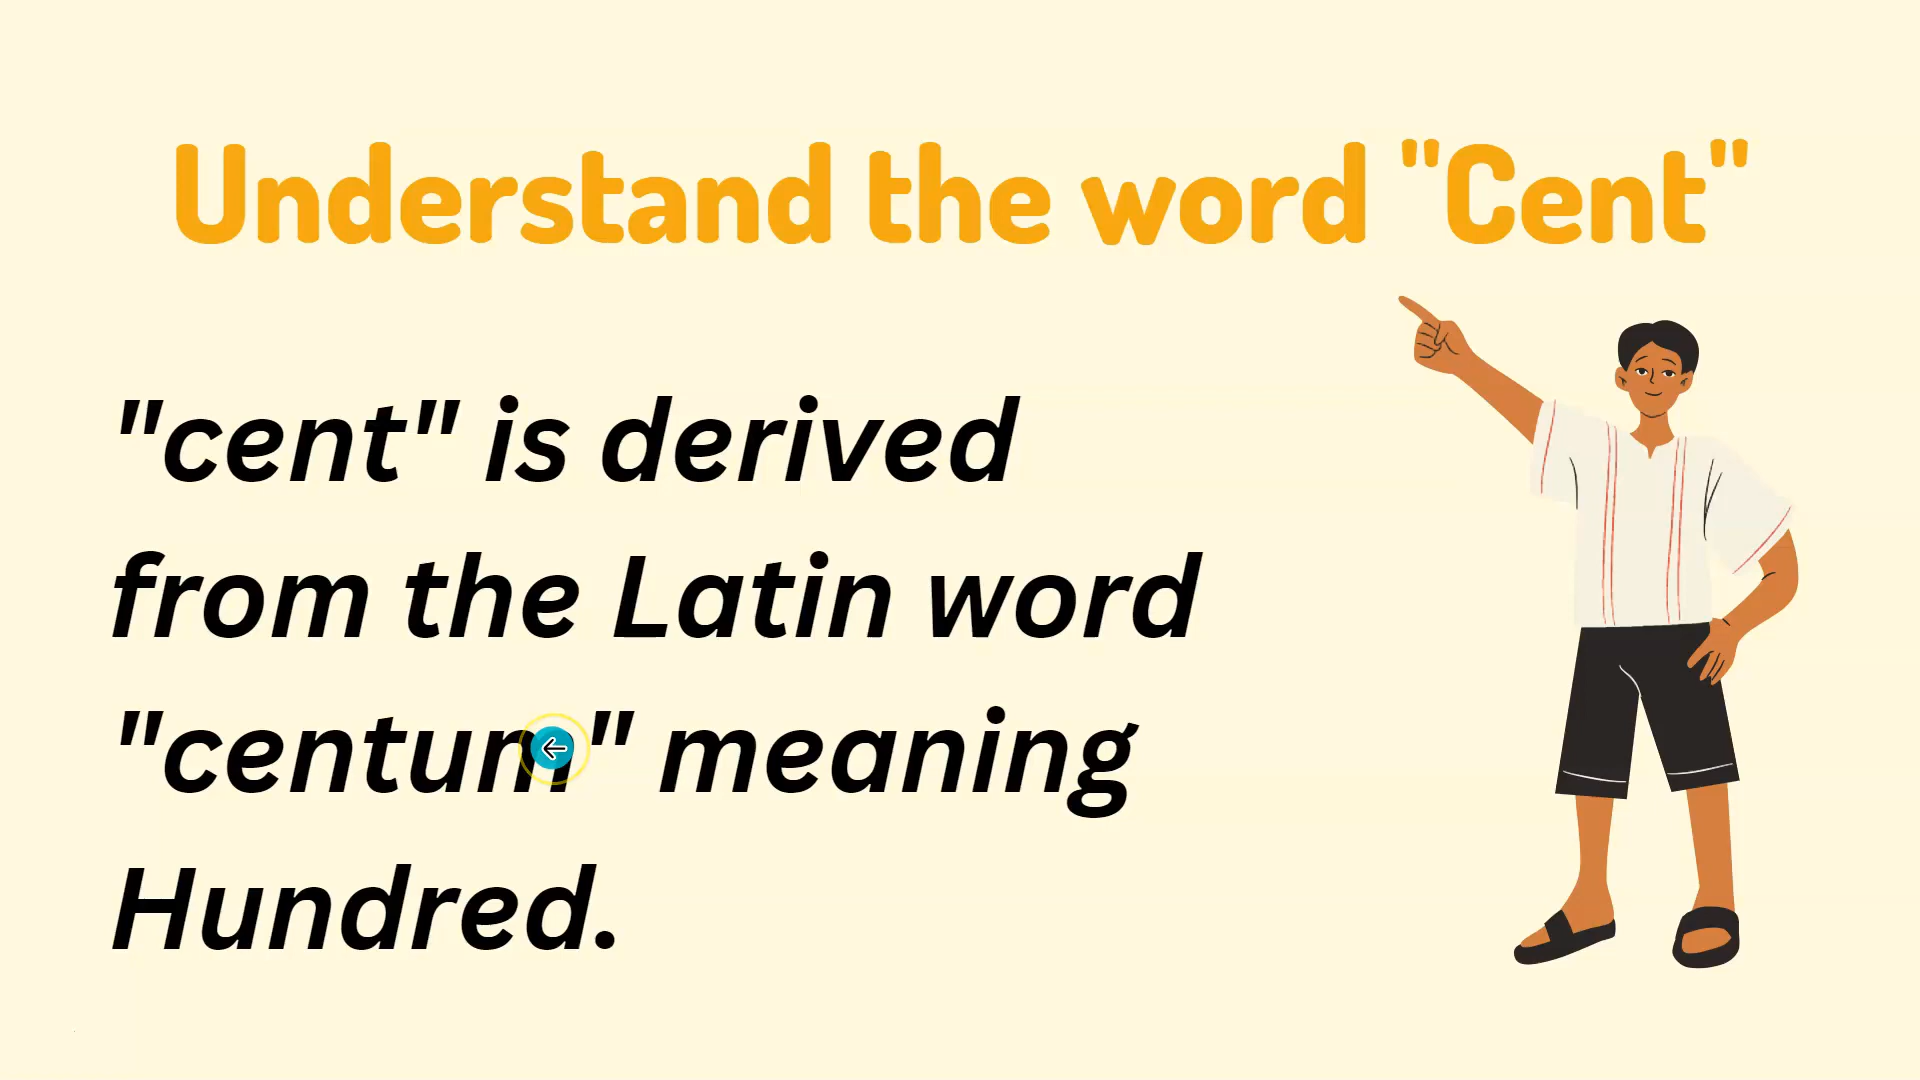 Understand the word "Cent"
"cent" is derived
from the Latin word
"centum" meaning
Hundred.